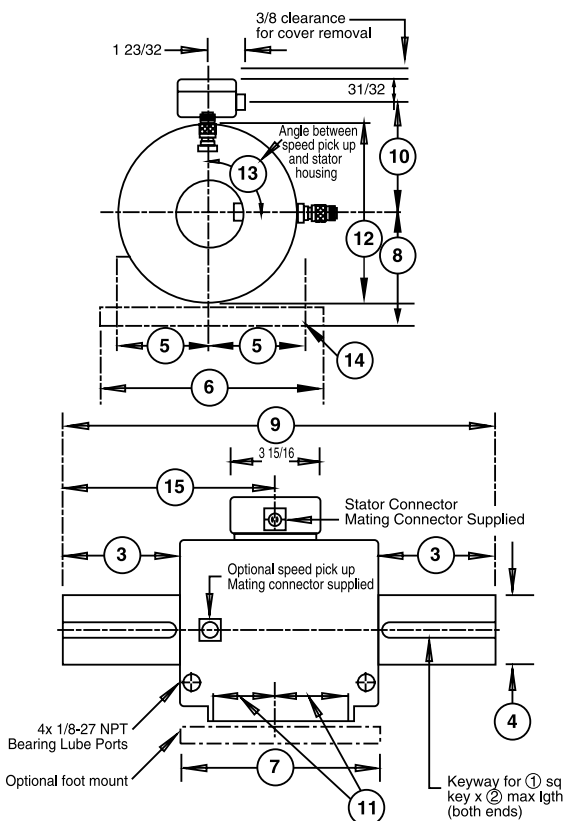 3/8 clearance
for cover removal
1 23/32
31/32
Angle between
speed pick up
and stator
housing
10
13
12
8
5
5
14
6
9
3 15/16
15
Stator Connector
Mating Connector Supplied
3
3
Optional speed pick up
Mating connector supplied
4
4x 1/8-27 NPT
Bearing Lube Ports
Optional foot mount
7
11
Keyway for ① sq
key x ② max lgth
(both ends)